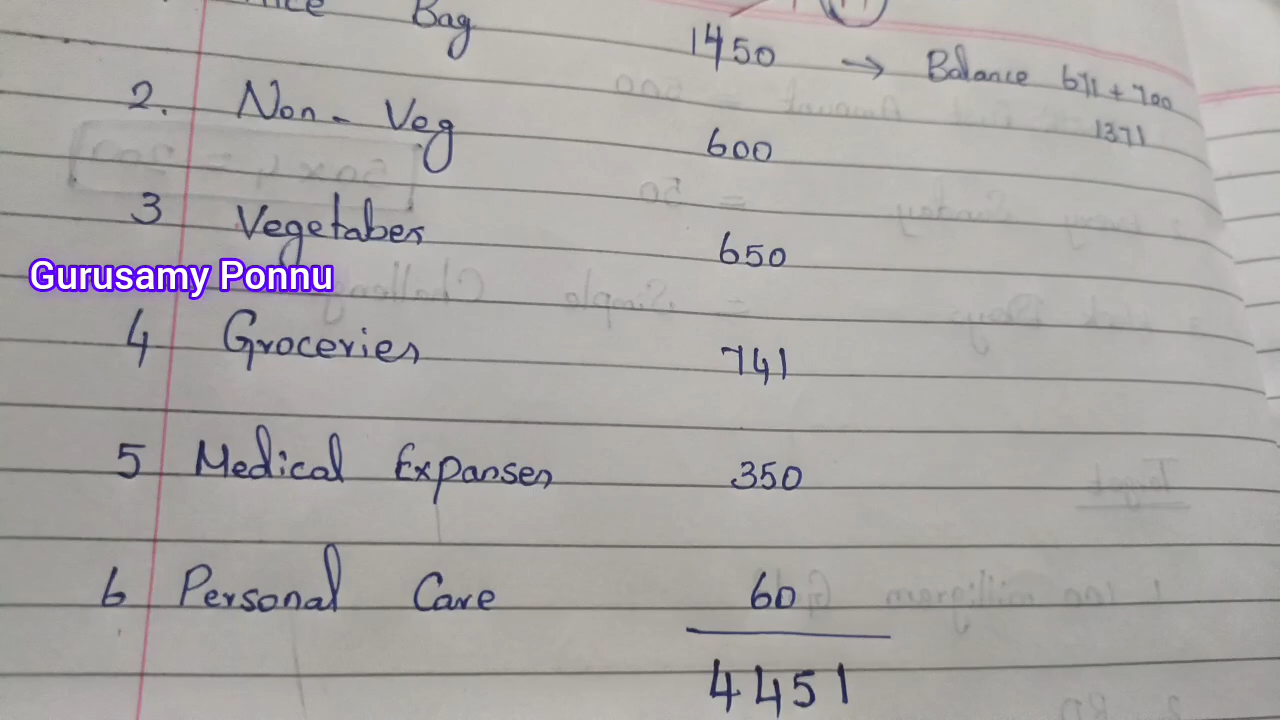 Bag 1450 → Balance 671 + 700
1371
2. Non - Veg 600
3 Vegetabes 650
Gurusamy Ponnu
4 Groceries 741
5 Medical Expanses 350
6 Personal Care 60
4451